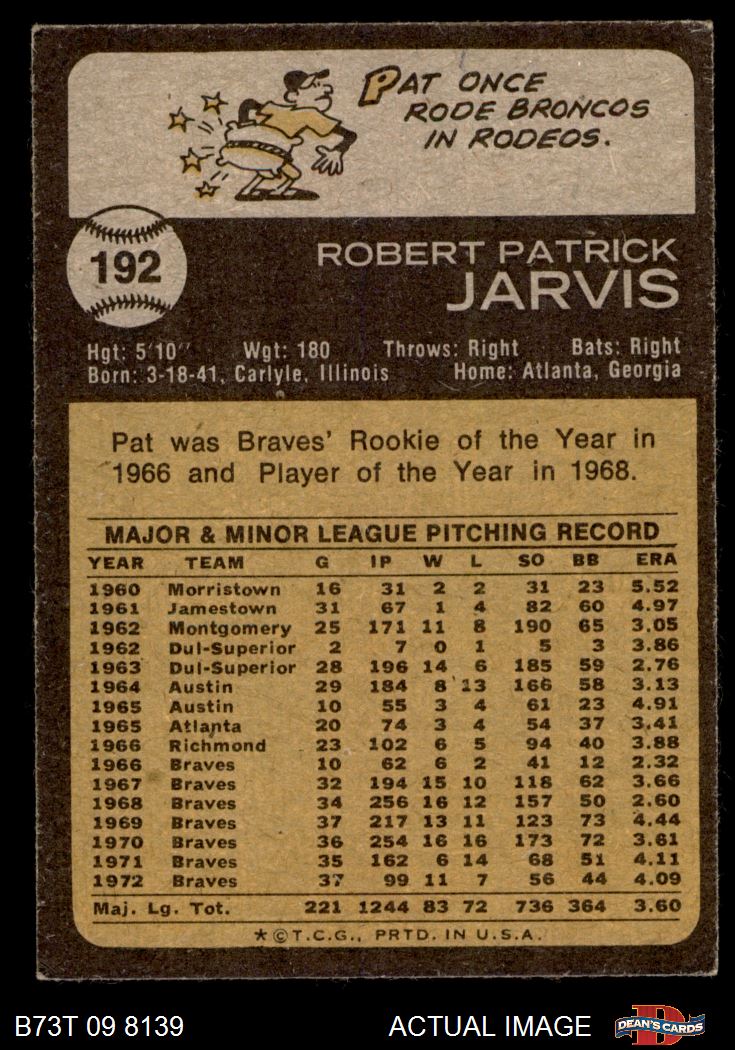 PAT ONCE
RODE BRONCOS
IN RODEOS.
192
ROBERT PATRICK
JARVIS
Hgt: 5'10" Wgt: 180 Throws: Right Bats: Right
Born: 3-18-41, Carlyle, Illinois Home: Atlanta, Georgia
Pat was Braves' Rookie of the Year in
1966 and Player of the Year in 1968.
MAJOR & MINOR LEAGUE PITCHING RECORD
YEAR TEAM G IP W L SO BB ERA
1960 Morristown 16 31 2 2 31 23 5.52
1961 Jamestown 31 67 1 4 82 60 4.97
1962 Montgomery 25 171 11 8 190 65 3.05
1962 Dul-Superior 2 7 0 1 5 3 3.86
1963 Dul-Superior 28 196 14 6 185 59 2.76
1964 Austin 29 184 8 13 166 58 3.13
1965 Austin 10 55 3 4 61 23 4.91
1965 Atlanta 20 74 3 4 54 37 3.41
1966 Richmond 23 102 6 5 94 40 3.88
1966 Braves 10 62 6 2 41 12 2.32
1967 Braves 32 194 15 10 118 62 3.66
1968 Braves 34 256 16 12 157 50 2.60
1969 Braves 37 217 13 11 123 73 4.44
1970 Braves 36 254 16 16 173 72 3.61
1971 Braves 35 162 6 14 68 51 4.11
1972 Braves 37 99 11 7 56 44 4.09
Maj. Lg. Tot. 221 1244 83 72 736 364 3.60
*©T.C.G., PRTD. IN U.S.A.
B73T 09 8139 ACTUAL IMAGE D DEAN'S CARDS